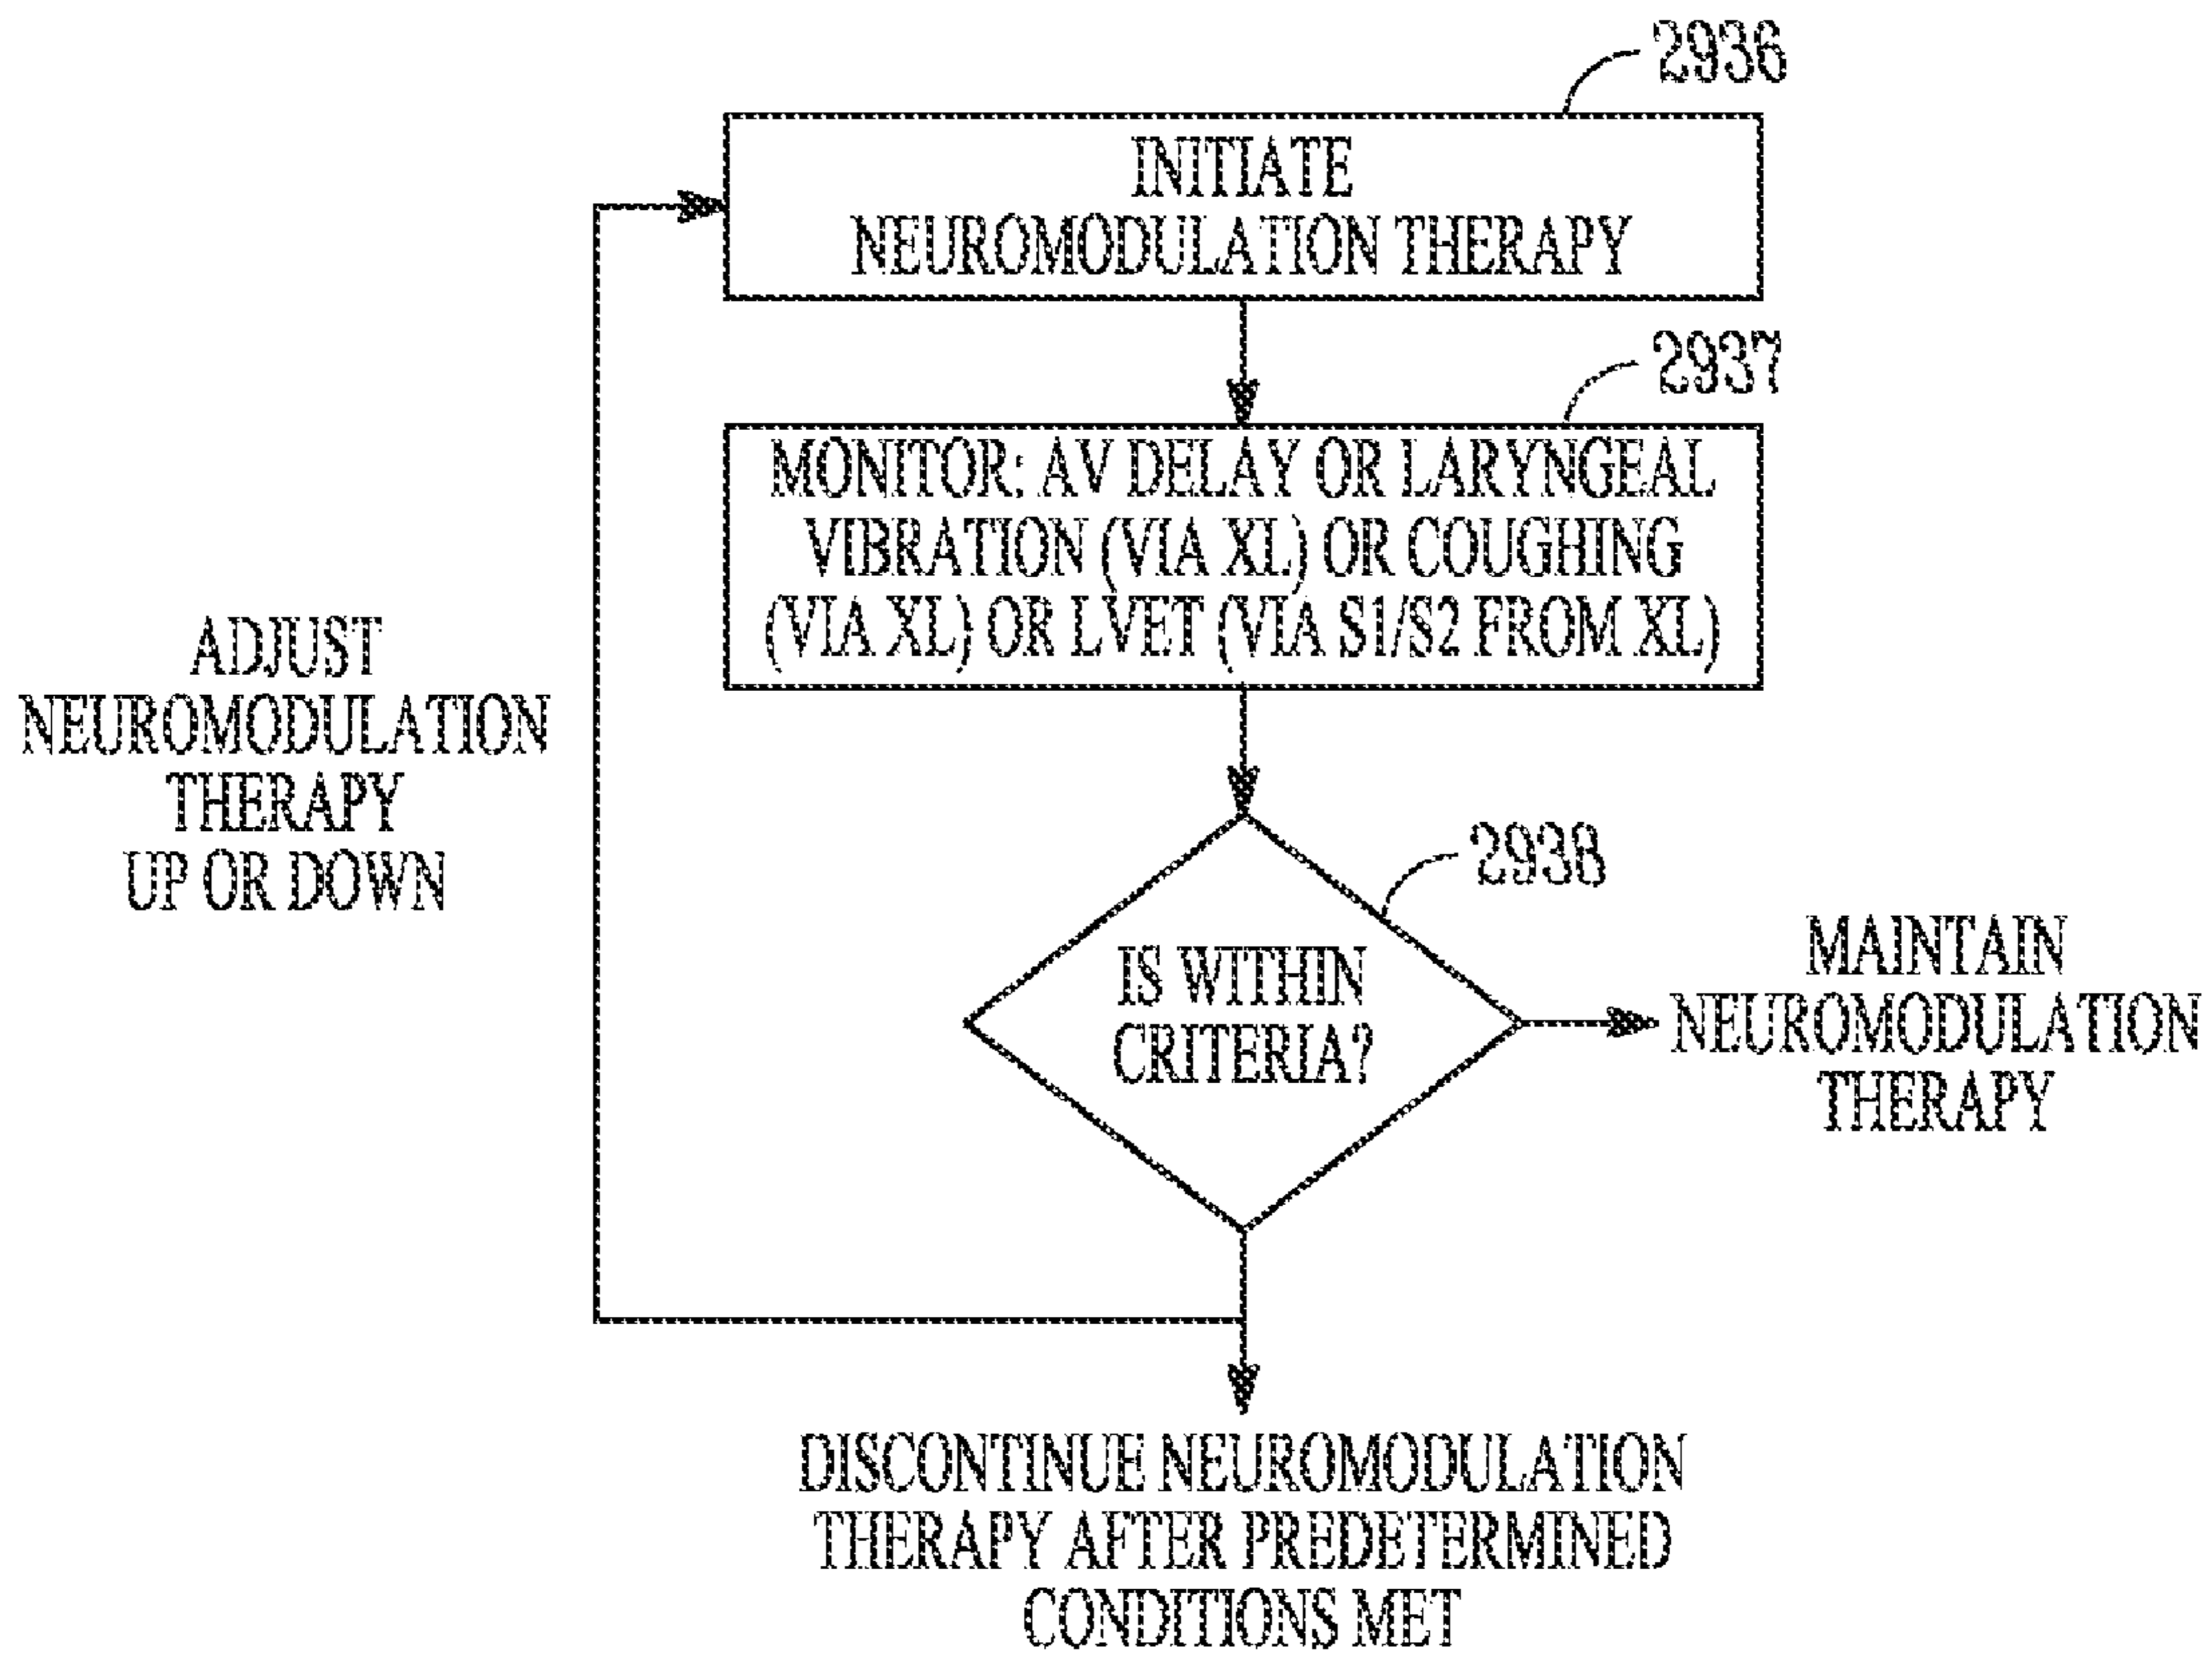 2936
INITIATE
NEUROMODULATION THERAPY
2937
MONITOR: AV DELAY OR LARYNGEAL
VIBRATION (VIA XL) OR COUGHING
(VIA XL) OR LVET (VIA S1/S2 FROM XL)
ADJUST
NEUROMODULATION
THERAPY
UP OR DOWN
2938
IS WITHIN
CRITERIA?
MAINTAIN
NEUROMODULATION
THERAPY
DISCONTINUE NEUROMODULATION
THERAPY AFTER PREDETERMINED
CONDITIONS MET